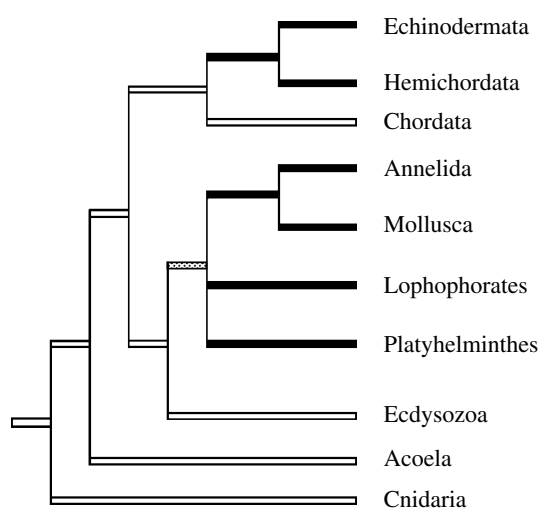 Echinodermata
Hemichordata
Chordata
Annelida
Mollusca
Lophophorates
Platyhelminthes
Ecdysozoa
Acoela
Cnidaria